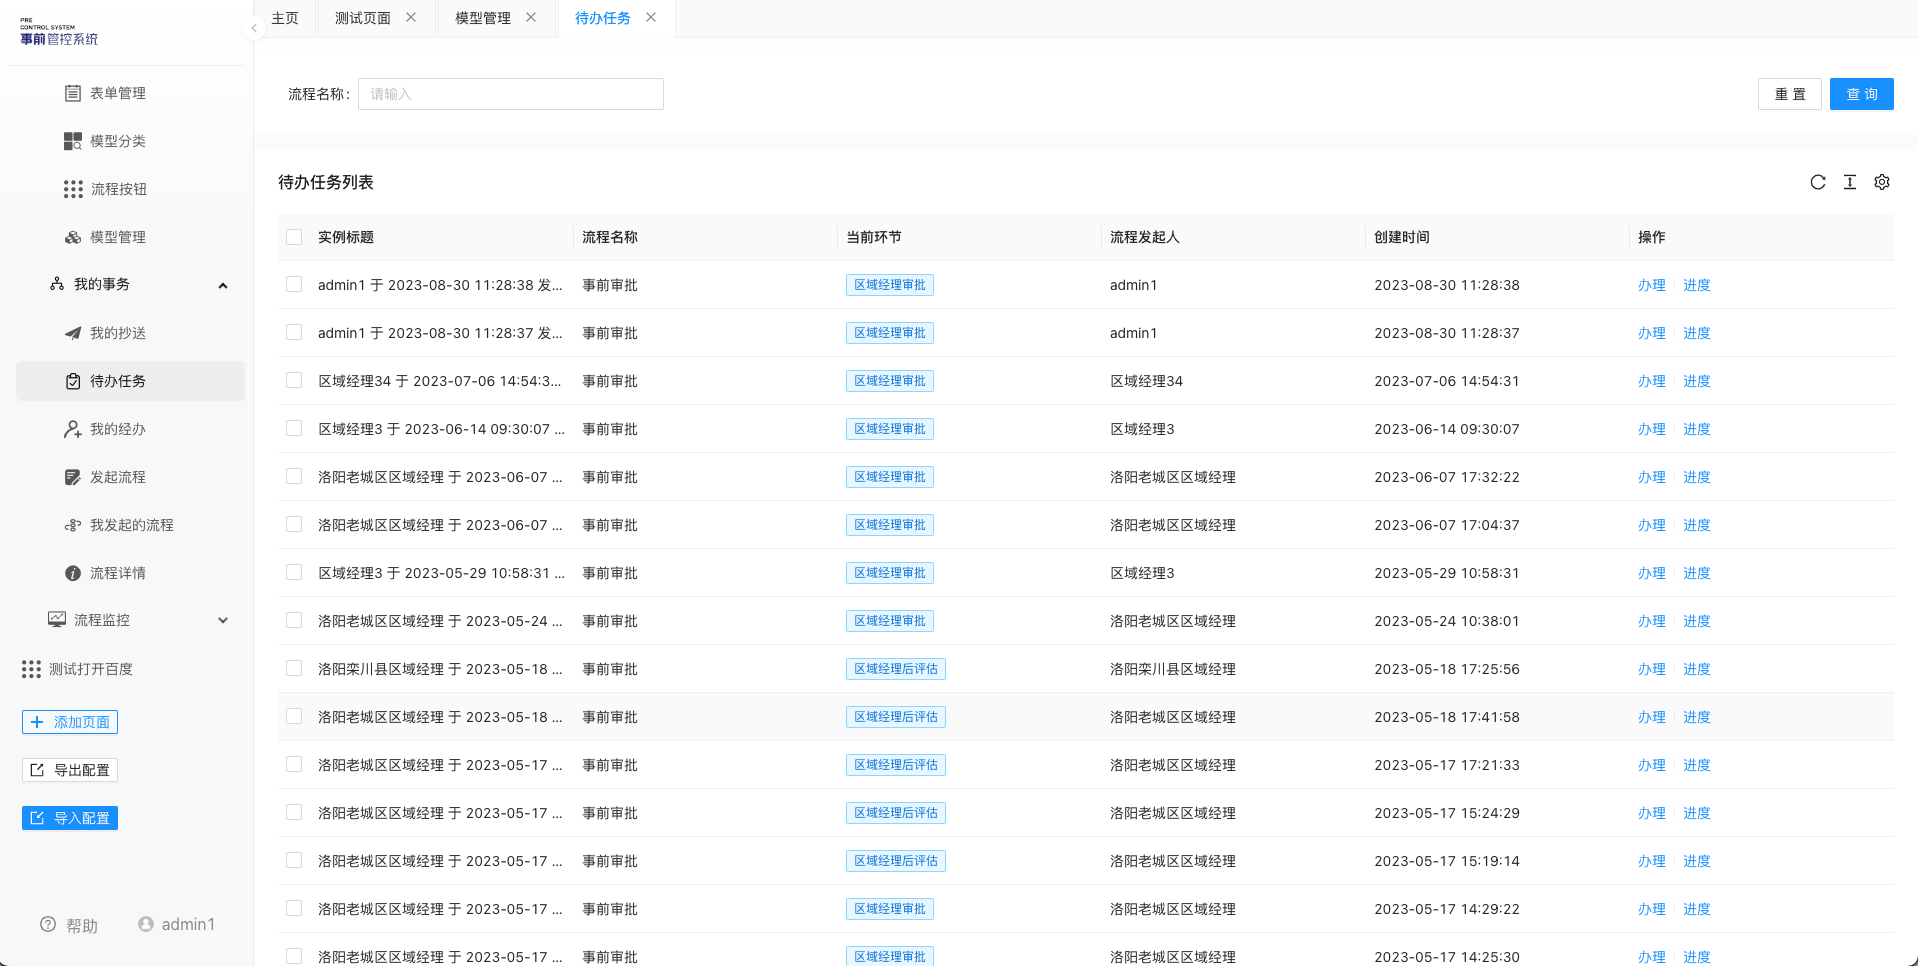 PRE
CONTROL SYSTEM
事前管控系统
表单管理
模型分类
流程按钮
模型管理
我的事务
我的抄送
待办任务
我的经办
发起流程
我发起的流程
流程详情
流程监控
测试打开百度
添加页面
导出配置
导入配置
帮助 admin1
主页 测试页面 模型管理 待办任务
流程名称: 请输入 重 置 查 询
待办任务列表
实例标题 流程名称 当前环节 流程发起人 创建时间 操作
admin1 于 2023-08-30 11:28:38 发... 事前审批 区域经理审批 admin1 2023-08-30 11:28:38 办理 进度
admin1 于 2023-08-30 11:28:37 发... 事前审批 区域经理审批 admin1 2023-08-30 11:28:37 办理 进度
区域经理34 于 2023-07-06 14:54:3... 事前审批 区域经理审批 区域经理34 2023-07-06 14:54:31 办理 进度
区域经理3 于 2023-06-14 09:30:07 ... 事前审批 区域经理审批 区域经理3 2023-06-14 09:30:07 办理 进度
洛阳老城区区域经理 于 2023-06-07 ... 事前审批 区域经理审批 洛阳老城区区域经理 2023-06-07 17:32:22 办理 进度
洛阳老城区区域经理 于 2023-06-07 ... 事前审批 区域经理审批 洛阳老城区区域经理 2023-06-07 17:04:37 办理 进度
区域经理3 于 2023-05-29 10:58:31 ... 事前审批 区域经理审批 区域经理3 2023-05-29 10:58:31 办理 进度
洛阳老城区区域经理 于 2023-05-24 ... 事前审批 区域经理审批 洛阳老城区区域经理 2023-05-24 10:38:01 办理 进度
洛阳栾川县区域经理 于 2023-05-18 ... 事前审批 区域经理后评估 洛阳栾川县区域经理 2023-05-18 17:25:56 办理 进度
洛阳老城区区域经理 于 2023-05-18 ... 事前审批 区域经理后评估 洛阳老城区区域经理 2023-05-18 17:41:58 办理 进度
洛阳老城区区域经理 于 2023-05-17 ... 事前审批 区域经理后评估 洛阳老城区区域经理 2023-05-17 17:21:33 办理 进度
洛阳老城区区域经理 于 2023-05-17 ... 事前审批 区域经理后评估 洛阳老城区区域经理 2023-05-17 15:24:29 办理 进度
洛阳老城区区域经理 于 2023-05-17 ... 事前审批 区域经理后评估 洛阳老城区区域经理 2023-05-17 15:19:14 办理 进度
洛阳老城区区域经理 于 2023-05-17 ... 事前审批 区域经理审批 洛阳老城区区域经理 2023-05-17 14:29:22 办理 进度
洛阳老城区区域经理 于 2023-05-17 ... 事前审批 区域经理审批 洛阳老城区区域经理 2023-05-17 14:25:30 办理 进度